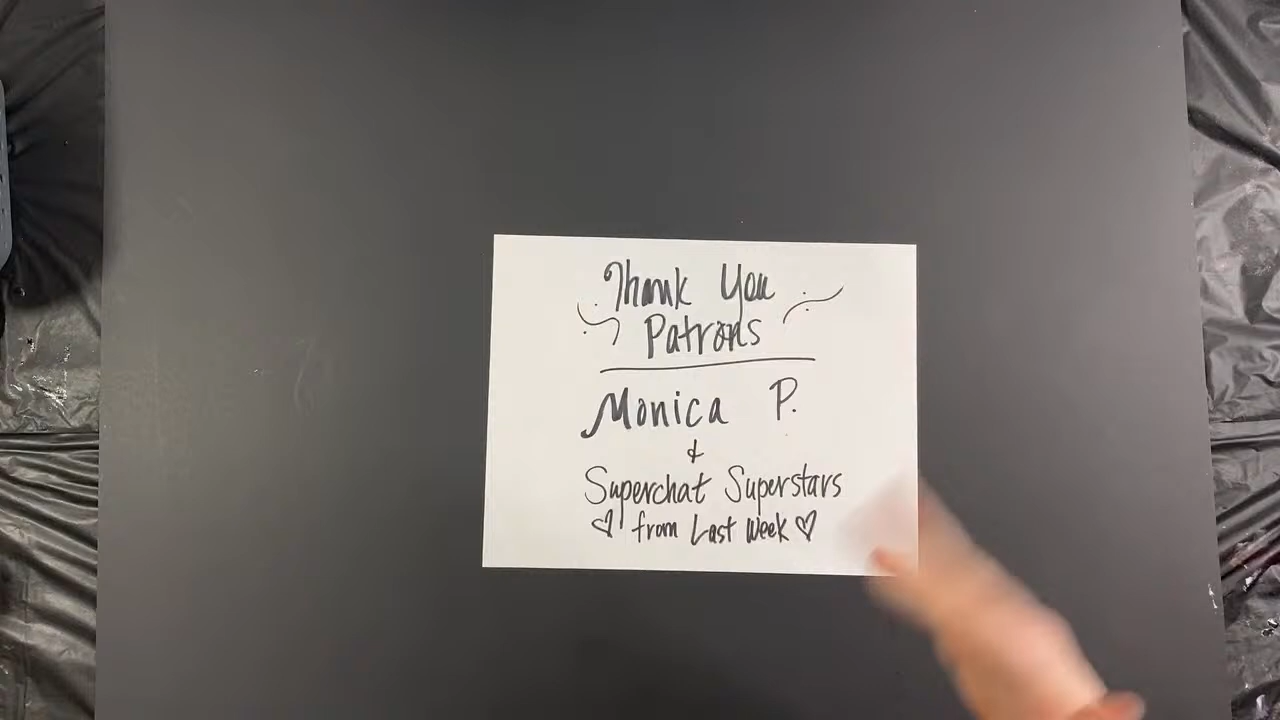 Thank You
Patrons
Monica P.
&
Superchat Superstars
♡ from Last Week ♡